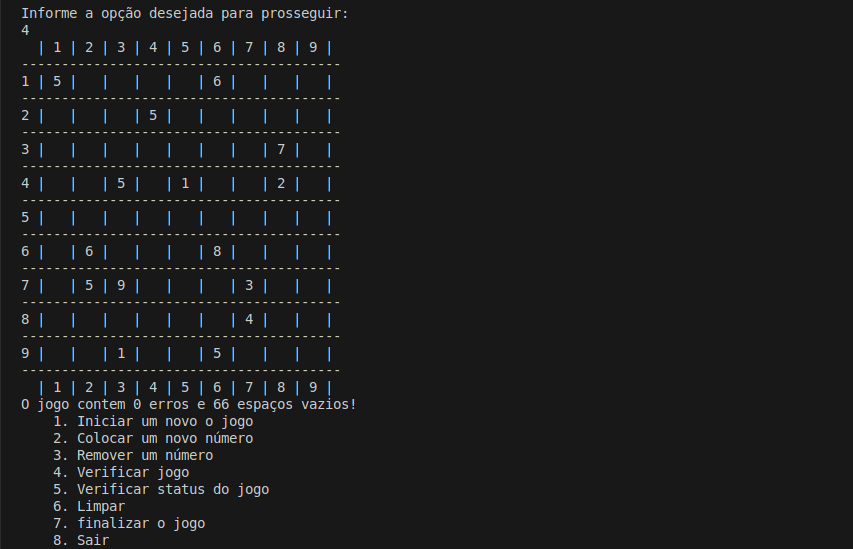 Informe a opção desejada para prosseguir:
4
  | 1 | 2 | 3 | 4 | 5 | 6 | 7 | 8 | 9 |
----------------------------------------
1 | 5 |   |   |   |   | 6 |   |   |   |
----------------------------------------
2 |   |   |   | 5 |   |   |   |   |   |
----------------------------------------
3 |   |   |   |   |   |   |   | 7 |   |
----------------------------------------
4 |   |   | 5 |   | 1 |   |   | 2 |   |
----------------------------------------
5 |   |   |   |   |   |   |   |   |   |
----------------------------------------
6 |   | 6 |   |   |   | 8 |   |   |   |
----------------------------------------
7 |   | 5 | 9 |   |   |   | 3 |   |   |
----------------------------------------
8 |   |   |   |   |   |   | 4 |   |   |
----------------------------------------
9 |   |   | 1 |   |   | 5 |   |   |   |
----------------------------------------
  | 1 | 2 | 3 | 4 | 5 | 6 | 7 | 8 | 9 |
O jogo contem 0 erros e 66 espaços vazios!
    1. Iniciar um novo o jogo
    2. Colocar um novo número
    3. Remover um número
    4. Verificar jogo
    5. Verificar status do jogo
    6. Limpar
    7. finalizar o jogo
    8. Sair